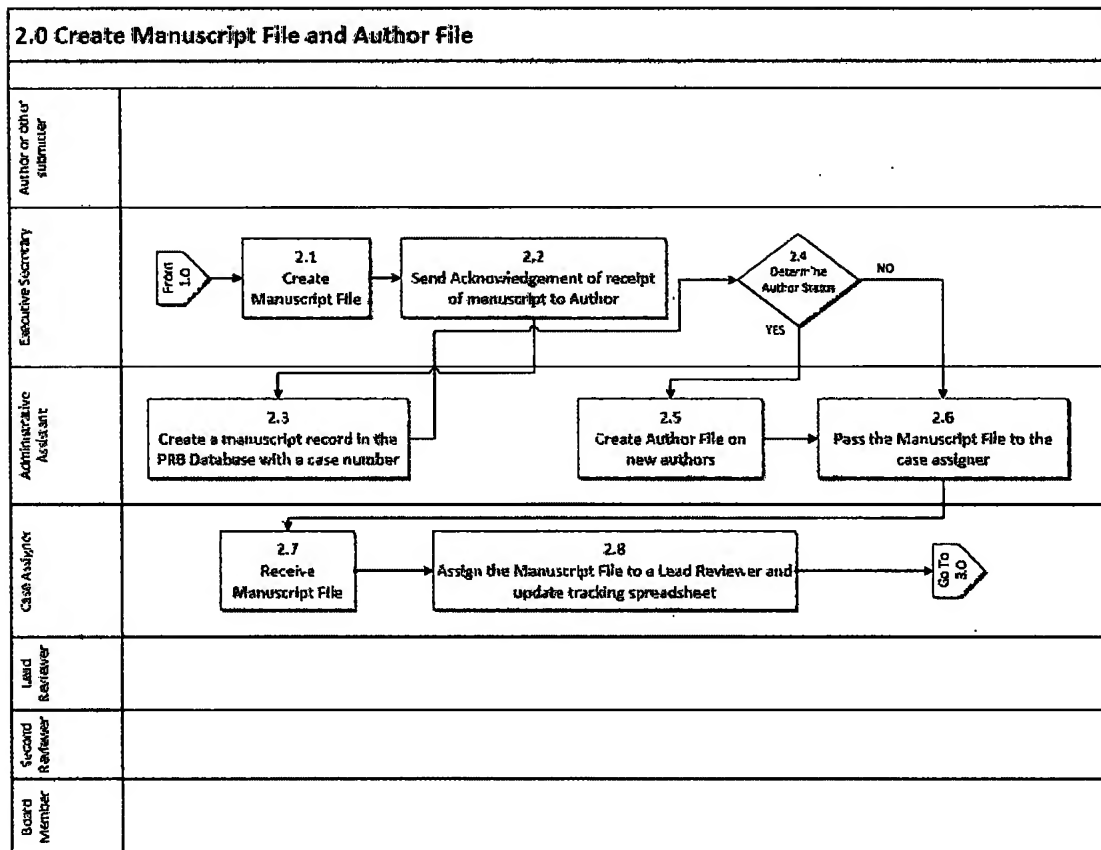 2.0 Create Manuscript File and Author File
Author or other
submitter
Executive Secretary
From
1.0
2.1
Create
Manuscript File
2.2
Send Acknowledgement of receipt
of manuscript to Author
2.4
Determine
Author Status
NO
YES
Administrative
Assistant
2.3
Create a manuscript record in the
PRB Database with a case number
2.5
Create Author File on
new authors
2.6
Pass the Manuscript File to the
case assigner
Case Assigner
2.7
Receive
Manuscript File
2.8
Assign the Manuscript File to a Lead Reviewer and
update tracking spreadsheet
Go To
3.0
Lead
Reviewer
Second
Reviewer
Board
Member